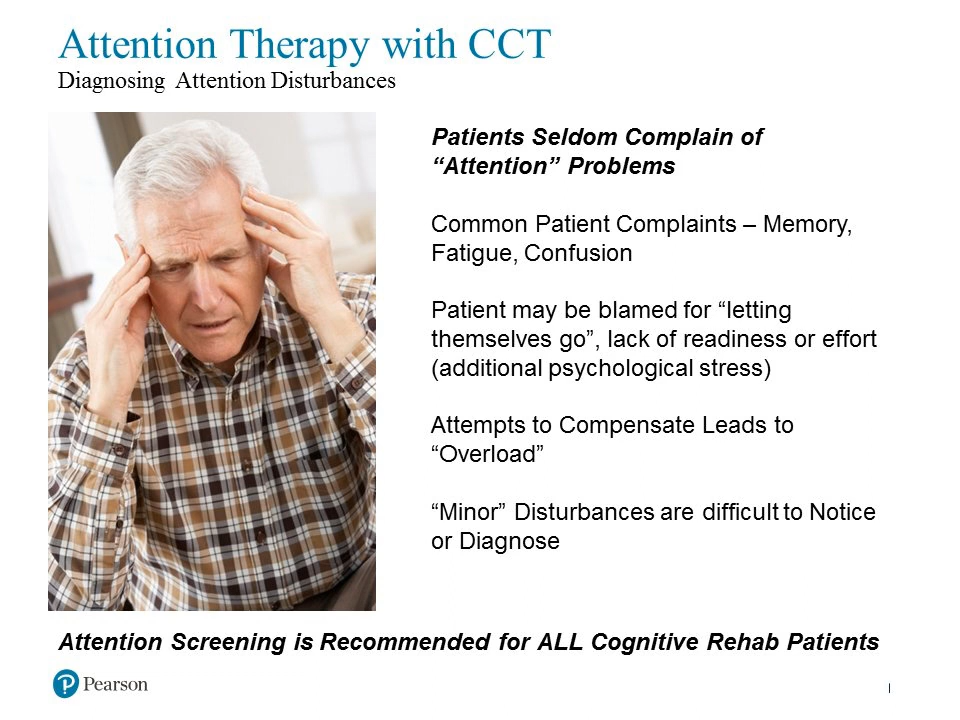 Attention Therapy with CCT
Diagnosing  Attention Disturbances
Patients Seldom Complain of
“Attention” Problems
Common Patient Complaints – Memory,
Fatigue, Confusion
Patient may be blamed for “letting
themselves go”, lack of readiness or effort
(additional psychological stress)
Attempts to Compensate Leads to
“Overload”
“Minor” Disturbances are difficult to Notice
or Diagnose
Attention Screening is Recommended for ALL Cognitive Rehab Patients
P Pearson
l